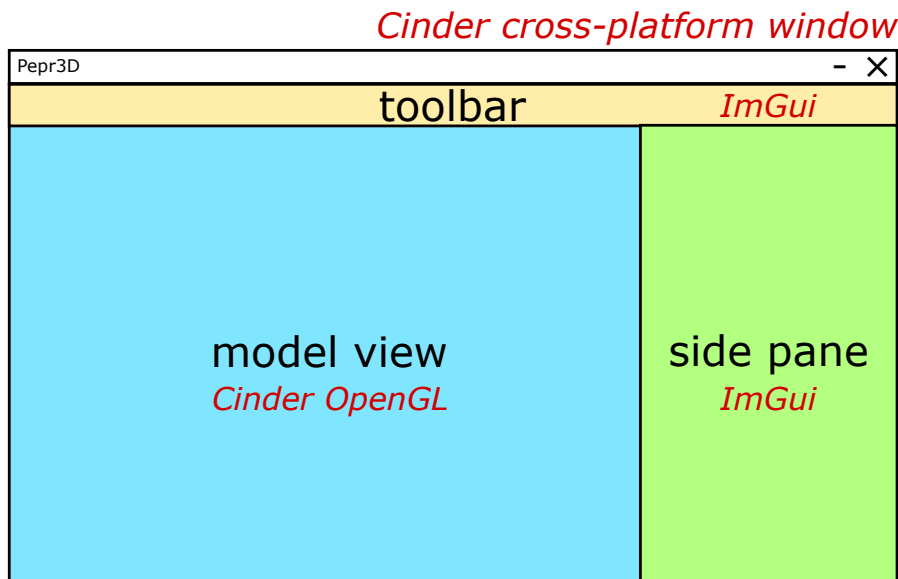 Cinder cross-platform window
Pepr3D
toolbar
ImGui
model view
Cinder OpenGL
side pane
ImGui